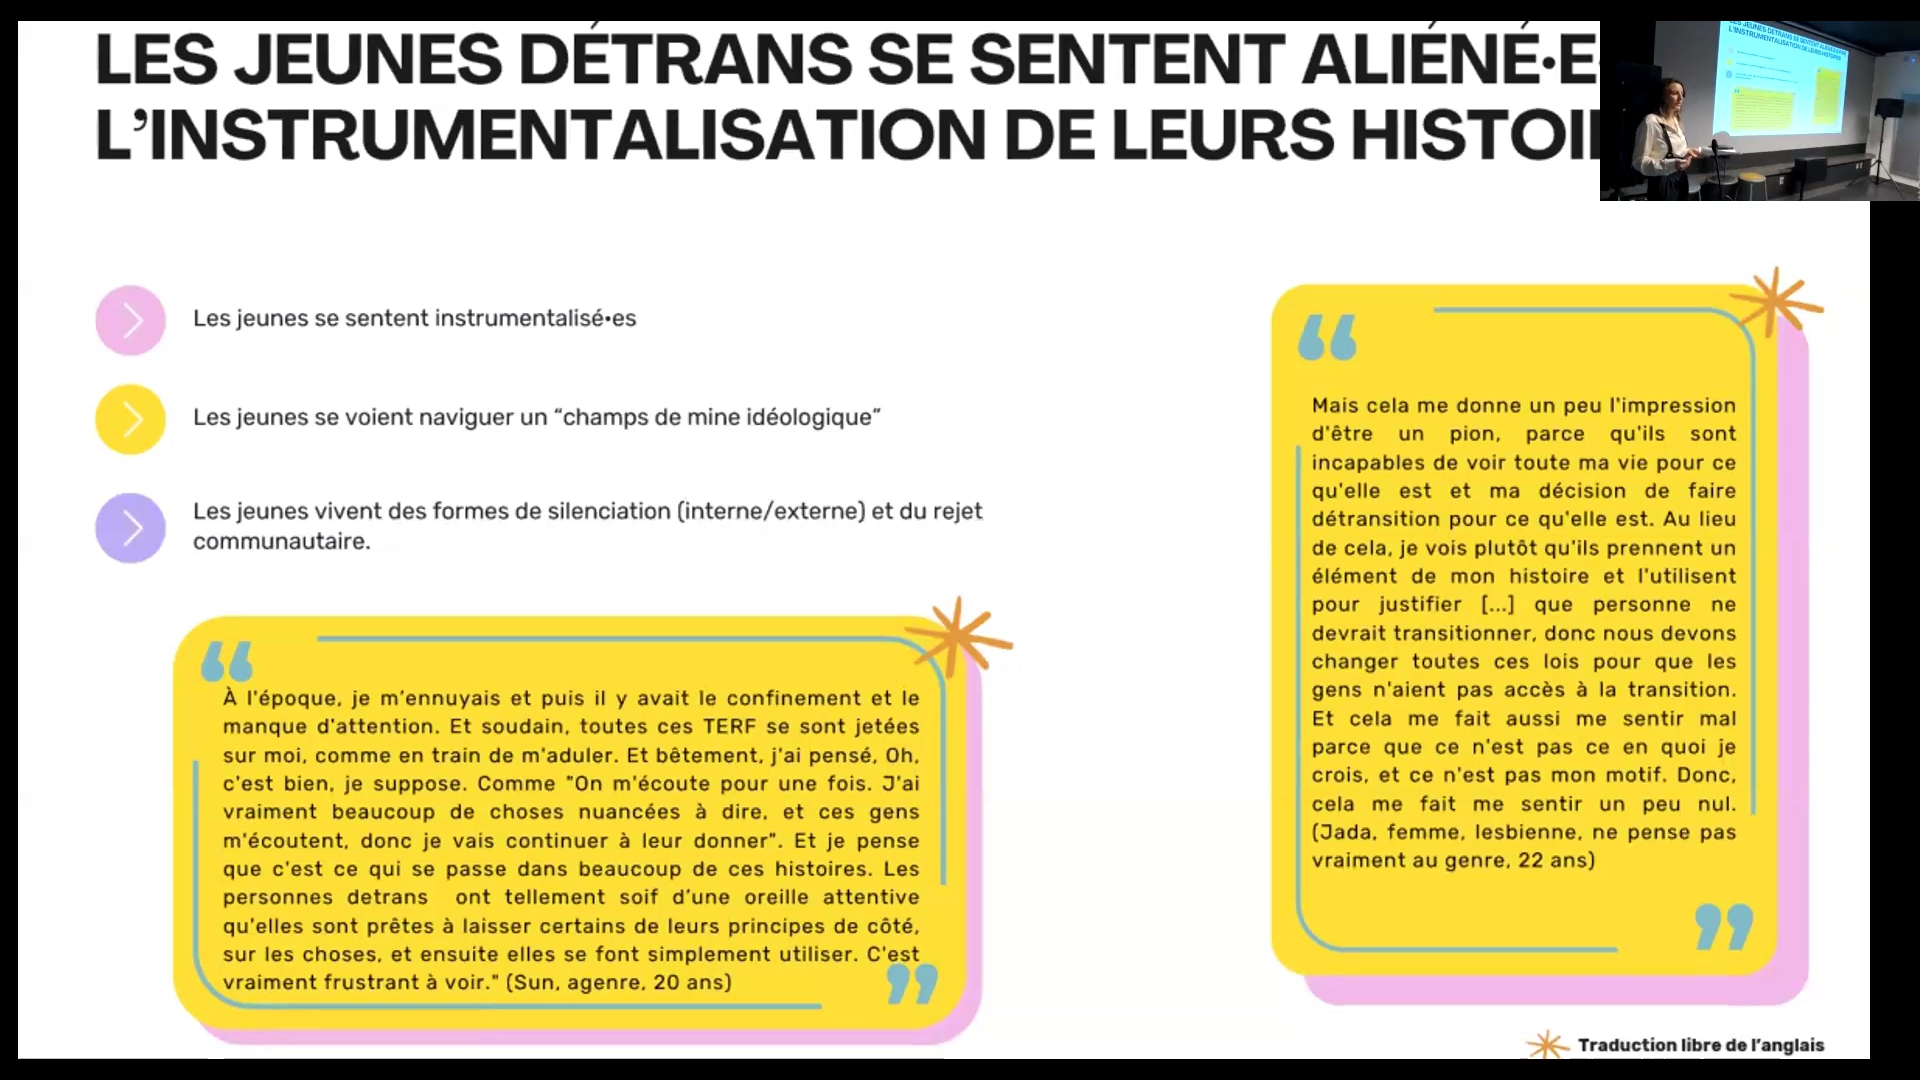 LES JEUNES DÉTRANS SE SENTENT ALIÉNÉ·E
L'INSTRUMENTALISATION DE LEURS HISTOI
Les jeunes se sentent instrumentalisé•es
Les jeunes se voient naviguer un “champs de mine idéologique”
Les jeunes vivent des formes de silenciation (interne/externe) et du rejet
communautaire.
À l'époque, je m’ennuyais et puis il y avait le confinement et le
manque d'attention. Et soudain, toutes ces TERF se sont jetées
sur moi, comme en train de m'aduler. Et bêtement, j'ai pensé, Oh,
c'est bien, je suppose. Comme "On m'écoute pour une fois. J'ai
vraiment beaucoup de choses nuancées à dire, et ces gens
m'écoutent, donc je vais continuer à leur donner". Et je pense
que c'est ce qui se passe dans beaucoup de ces histoires. Les
personnes detrans ont tellement soif d’une oreille attentive
qu'elles sont prêtes à laisser certains de leurs principes de côté,
sur les choses, et ensuite elles se font simplement utiliser. C'est
vraiment frustrant à voir." (Sun, agenre, 20 ans)
Mais cela me donne un peu l'impression
d'être un pion, parce qu'ils sont
incapables de voir toute ma vie pour ce
qu'elle est et ma décision de faire
détransition pour ce qu'elle est. Au lieu
de cela, je vois plutôt qu'ils prennent un
élément de mon histoire et l'utilisent
pour justifier [...] que personne ne
devrait transitionner, donc nous devons
changer toutes ces lois pour que les
gens n'aient pas accès à la transition.
Et cela me fait aussi me sentir mal
parce que ce n'est pas ce en quoi je
crois, et ce n'est pas mon motif. Donc,
cela me fait me sentir un peu nul.
(Jada, femme, lesbienne, ne pense pas
vraiment au genre, 22 ans)
Traduction libre de l’anglais